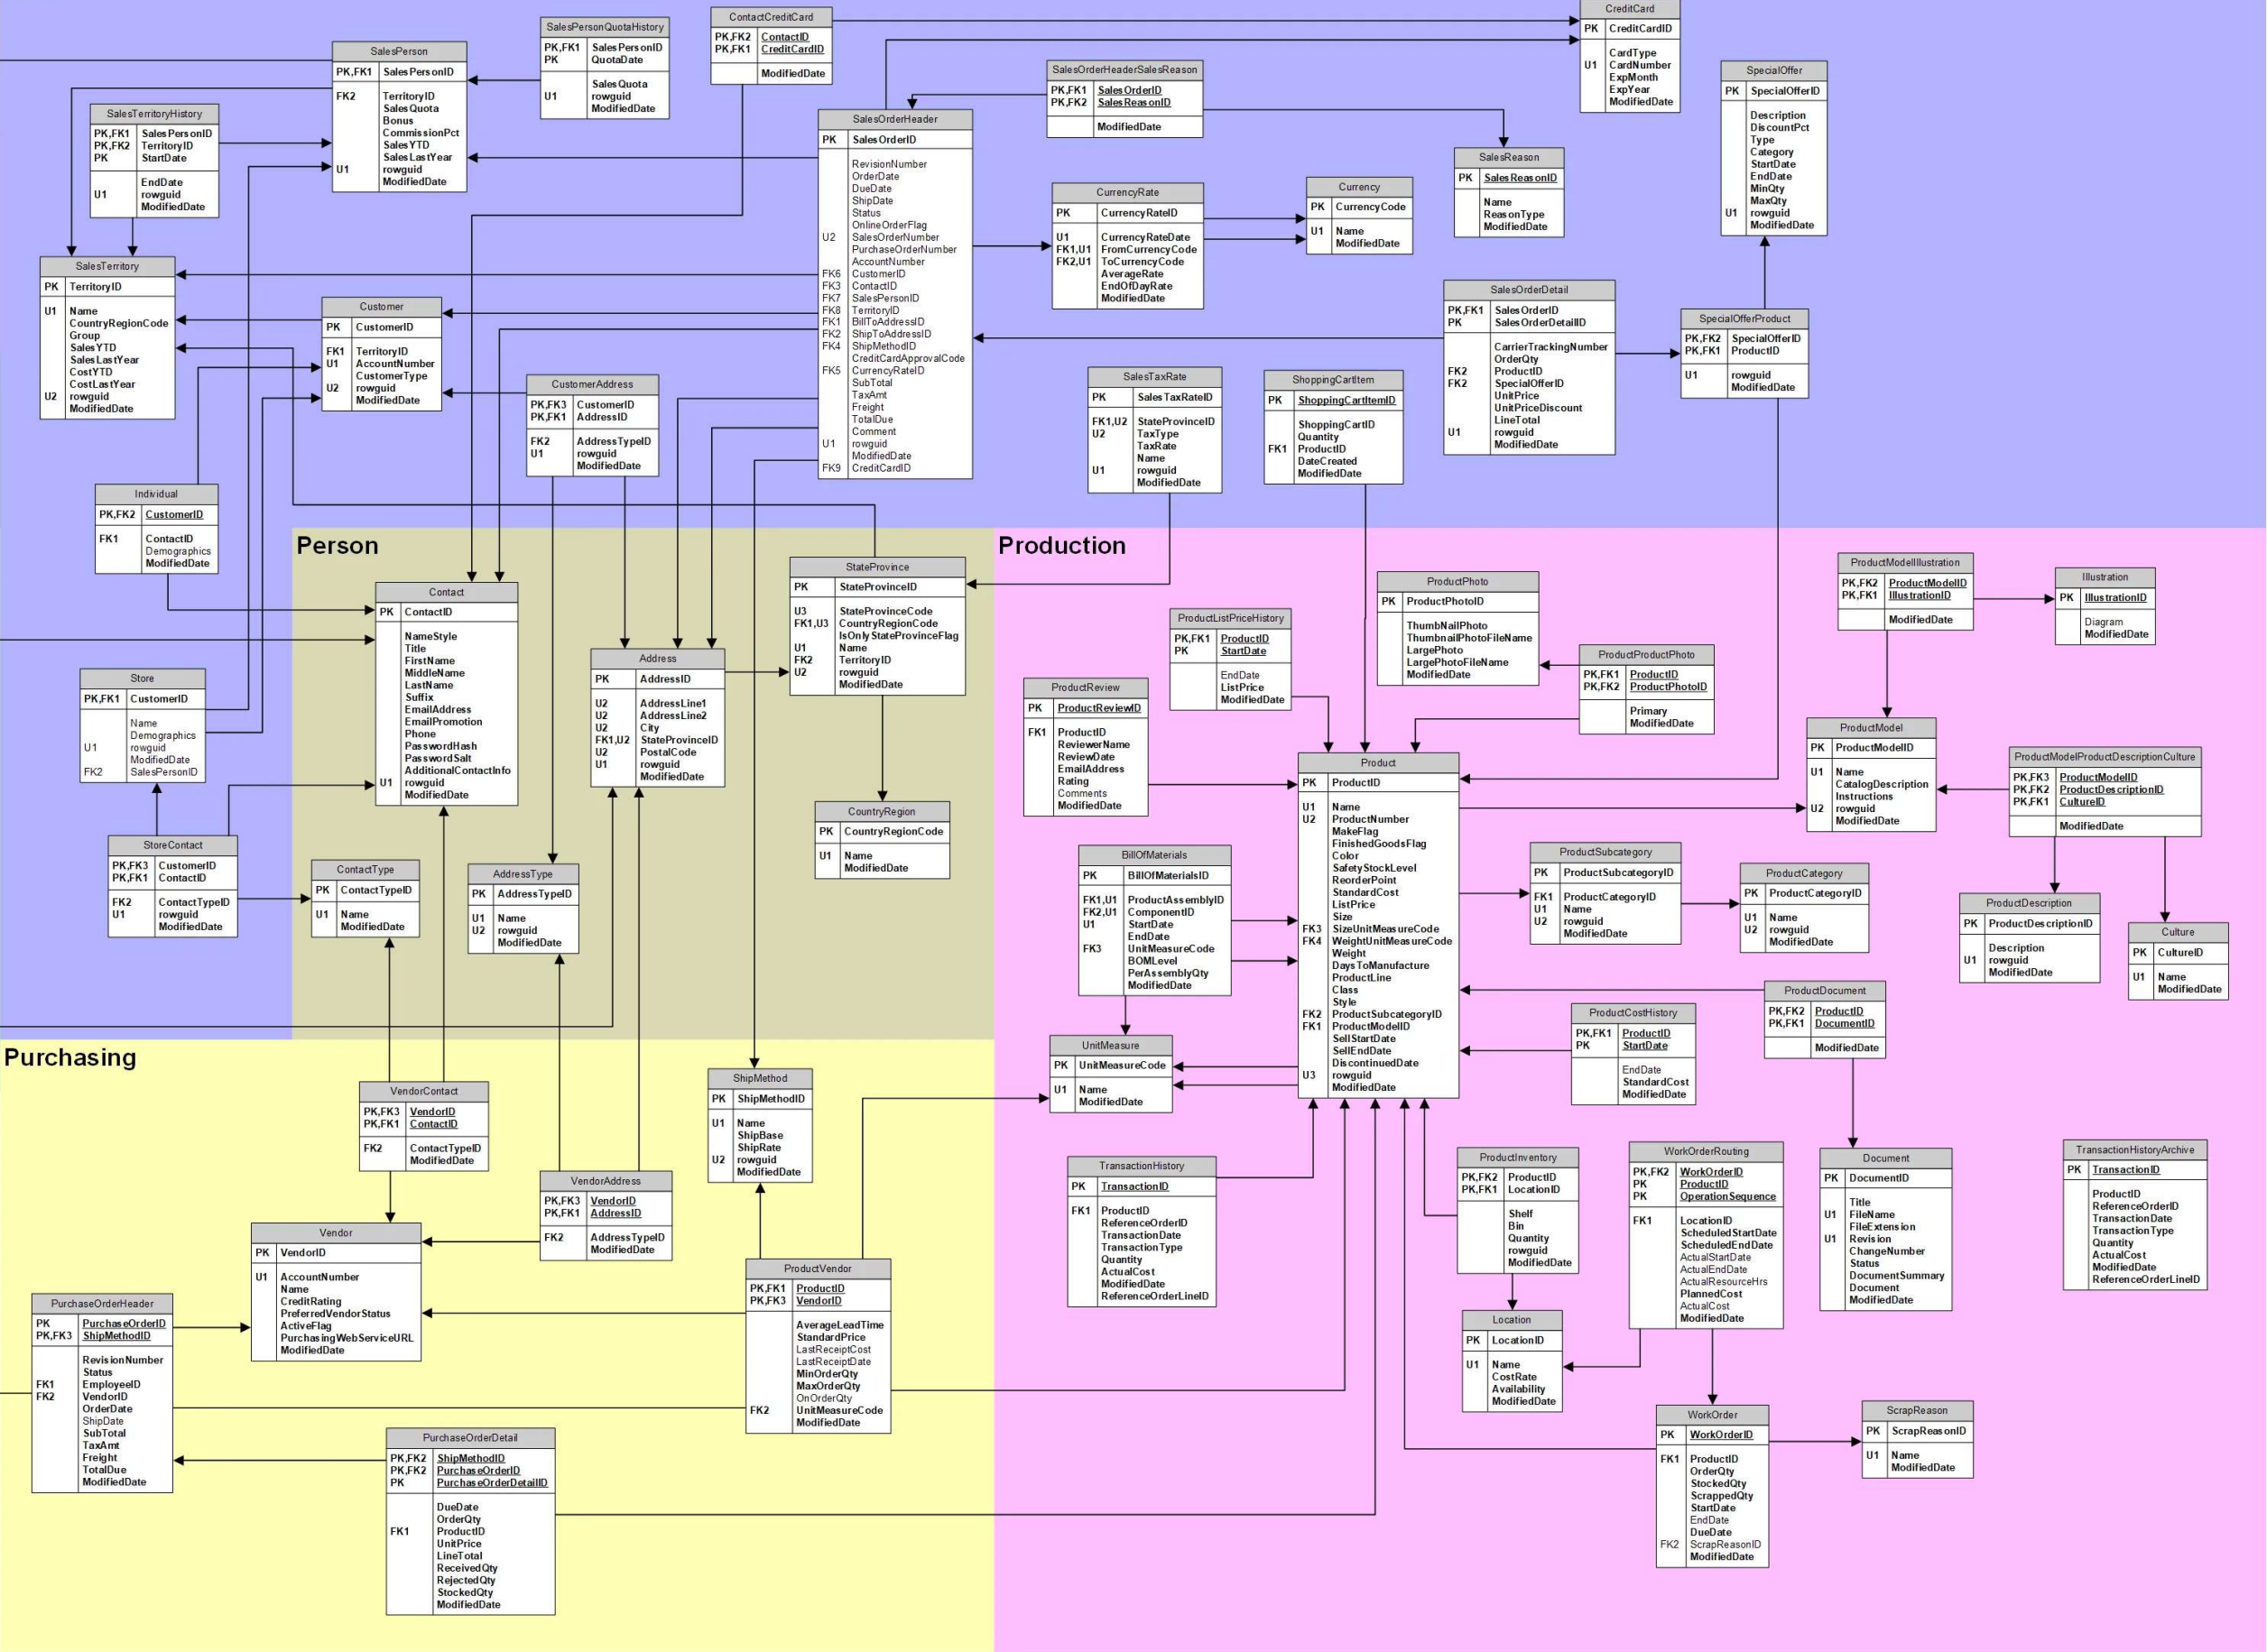 SalesPerson
PK,FK1 SalesPersonID
FK2 TerritoryID
SalesQuota
Bonus
CommissionPct
SalesYTD
SalesLastYear
U1 rowguid
ModifiedDate
SalesPersonQuotaHistory
PK,FK1 SalesPersonID
PK QuotaDate
SalesQuota
U1 rowguid
ModifiedDate
ContactCreditCard
PK,FK2 ContactID
PK,FK1 CreditCardID
ModifiedDate
CreditCard
PK CreditCardID
CardType
U1 CardNumber
ExpMonth
ExpYear
ModifiedDate
SalesOrderHeaderSalesReason
PK,FK1 SalesOrderID
PK,FK2 SalesReasonID
ModifiedDate
SpecialOffer
PK SpecialOfferID
Description
DiscountPct
Type
Category
StartDate
EndDate
MinQty
MaxQty
U1 rowguid
ModifiedDate
SalesTerritoryHistory
PK,FK1 SalesPersonID
PK,FK2 TerritoryID
PK StartDate
EndDate
U1 rowguid
ModifiedDate
SalesOrderHeader
PK SalesOrderID
RevisionNumber
OrderDate
DueDate
ShipDate
Status
OnlineOrderFlag
U2 SalesOrderNumber
PurchaseOrderNumber
AccountNumber
FK6 CustomerID
FK3 ContactID
FK7 SalesPersonID
FK8 TerritoryID
FK1 BillToAddressID
FK2 ShipToAddressID
FK4 ShipMethodID
CreditCardApprovalCode
FK5 CurrencyRateID
SubTotal
TaxAmt
Freight
TotalDue
Comment
U1 rowguid
ModifiedDate
FK9 CreditCardID
SalesReason
PK SalesReasonID
Name
ReasonType
ModifiedDate
CurrencyRate
PK CurrencyRateID
U1 CurrencyRateDate
FK1,U1 FromCurrencyCode
FK2,U1 ToCurrencyCode
AverageRate
EndOfDayRate
ModifiedDate
Currency
PK CurrencyCode
U1 Name
ModifiedDate
SalesTerritory
PK TerritoryID
U1 Name
CountryRegionCode
Group
SalesYTD
SalesLastYear
CostYTD
CostLastYear
U2 rowguid
ModifiedDate
Customer
PK CustomerID
FK1 TerritoryID
U1 AccountNumber
CustomerType
U2 rowguid
ModifiedDate
SalesOrderDetail
PK,FK1 SalesOrderID
PK SalesOrderDetailID
CarrierTrackingNumber
OrderQty
FK2 ProductID
FK2 SpecialOfferID
UnitPrice
UnitPriceDiscount
LineTotal
U1 rowguid
ModifiedDate
SpecialOfferProduct
PK,FK2 SpecialOfferID
PK,FK1 ProductID
U1 rowguid
ModifiedDate
CustomerAddress
PK,FK3 CustomerID
PK,FK1 AddressID
FK2 AddressTypeID
U1 rowguid
ModifiedDate
SalesTaxRate
PK SalesTaxRateID
FK1,U2 StateProvinceID
U2 TaxType
TaxRate
Name
U1 rowguid
ModifiedDate
ShoppingCartItem
PK ShoppingCartItemID
ShoppingCartID
Quantity
FK1 ProductID
DateCreated
ModifiedDate
Individual
PK,FK2 CustomerID
FK1 ContactID
Demographics
ModifiedDate
Person
Production
Contact
PK ContactID
NameStyle
Title
FirstName
MiddleName
LastName
Suffix
EmailAddress
EmailPromotion
Phone
PasswordHash
PasswordSalt
AdditionalContactInfo
U1 rowguid
ModifiedDate
StateProvince
PK StateProvinceID
U3 StateProvinceCode
FK1,U3 CountryRegionCode
IsOnlyStateProvinceFlag
U1 Name
FK2 TerritoryID
U2 rowguid
ModifiedDate
Address
PK AddressID
U2 AddressLine1
U2 AddressLine2
U2 City
FK1,U2 StateProvinceID
U2 PostalCode
U1 rowguid
ModifiedDate
Store
PK,FK1 CustomerID
Name
Demographics
U1 rowguid
ModifiedDate
FK2 SalesPersonID
StoreContact
PK,FK3 CustomerID
PK,FK1 ContactID
FK2 ContactTypeID
U1 rowguid
ModifiedDate
ContactType
PK ContactTypeID
U1 Name
ModifiedDate
AddressType
PK AddressTypeID
U1 Name
U2 rowguid
ModifiedDate
CountryRegion
PK CountryRegionCode
U1 Name
ModifiedDate
ProductModelIllustration
PK,FK2 ProductModelID
PK,FK1 IllustrationID
ModifiedDate
Illustration
PK IllustrationID
Diagram
ModifiedDate
ProductPhoto
PK ProductPhotoID
ThumbNailPhoto
ThumbnailPhotoFileName
LargePhoto
LargePhotoFileName
ModifiedDate
ProductListPriceHistory
PK,FK1 ProductID
PK StartDate
EndDate
ListPrice
ModifiedDate
ProductProductPhoto
PK,FK1 ProductID
PK,FK2 ProductPhotoID
Primary
ModifiedDate
ProductReview
PK ProductReviewID
FK1 ProductID
ReviewerName
ReviewDate
EmailAddress
Rating
Comments
ModifiedDate
Product
PK ProductID
U1 Name
U2 ProductNumber
MakeFlag
FinishedGoodsFlag
Color
SafetyStockLevel
ReorderPoint
StandardCost
ListPrice
Size
FK3 SizeUnitMeasureCode
FK4 WeightUnitMeasureCode
Weight
DaysToManufacture
ProductLine
Class
Style
FK2 ProductSubcategoryID
FK1 ProductModelID
SellStartDate
SellEndDate
DiscontinuedDate
U3 rowguid
ModifiedDate
ProductModel
PK ProductModelID
U1 Name
CatalogDescription
Instructions
U2 rowguid
ModifiedDate
ProductModelProductDescriptionCulture
PK,FK3 ProductModelID
PK,FK2 ProductDescriptionID
PK,FK1 CultureID
ModifiedDate
BillOfMaterials
PK BillOfMaterialsID
FK1,U1 ProductAssemblyID
FK2,U1 ComponentID
U1 StartDate
EndDate
FK3 UnitMeasureCode
BOMLevel
PerAssemblyQty
ModifiedDate
ProductSubcategory
PK ProductSubcategoryID
FK1 ProductCategoryID
U1 Name
U2 rowguid
ModifiedDate
ProductCategory
PK ProductCategoryID
U1 Name
U2 rowguid
ModifiedDate
ProductDescription
PK ProductDescriptionID
Description
U1 rowguid
ModifiedDate
Culture
PK CultureID
U1 Name
ModifiedDate
ProductDocument
PK,FK2 ProductID
PK,FK1 DocumentID
ModifiedDate
ProductCostHistory
PK,FK1 ProductID
PK StartDate
EndDate
StandardCost
ModifiedDate
UnitMeasure
PK UnitMeasureCode
U1 Name
ModifiedDate
Purchasing
VendorContact
PK,FK3 VendorID
PK,FK1 ContactID
FK2 ContactTypeID
ModifiedDate
ShipMethod
PK ShipMethodID
U1 Name
ShipBase
ShipRate
U2 rowguid
ModifiedDate
VendorAddress
PK,FK3 VendorID
PK,FK1 AddressID
FK2 AddressTypeID
ModifiedDate
Vendor
PK VendorID
U1 AccountNumber
Name
CreditRating
PreferredVendorStatus
ActiveFlag
PurchasingWebServiceURL
ModifiedDate
ProductVendor
PK,FK1 ProductID
PK,FK3 VendorID
AverageLeadTime
StandardPrice
LastReceiptCost
LastReceiptDate
MinOrderQty
MaxOrderQty
OnOrderQty
FK2 UnitMeasureCode
ModifiedDate
PurchaseOrderHeader
PK PurchaseOrderID
PK,FK3 ShipMethodID
RevisionNumber
Status
FK1 EmployeeID
FK2 VendorID
OrderDate
ShipDate
SubTotal
TaxAmt
Freight
TotalDue
ModifiedDate
PurchaseOrderDetail
PK,FK2 ShipMethodID
PK,FK2 PurchaseOrderID
PK PurchaseOrderDetailID
DueDate
OrderQty
FK1 ProductID
UnitPrice
LineTotal
ReceivedQty
RejectedQty
StockedQty
ModifiedDate
TransactionHistory
PK TransactionID
FK1 ProductID
ReferenceOrderID
TransactionDate
TransactionType
Quantity
ActualCost
ModifiedDate
ReferenceOrderLineID
ProductInventory
PK,FK2 ProductID
PK,FK1 LocationID
Shelf
Bin
Quantity
rowguid
ModifiedDate
WorkOrderRouting
PK,FK2 WorkOrderID
PK ProductID
PK OperationSequence
FK1 LocationID
ScheduledStartDate
ScheduledEndDate
ActualStartDate
ActualEndDate
ActualResourceHrs
PlannedCost
ActualCost
ModifiedDate
Document
PK DocumentID
Title
U1 FileName
FileExtension
U1 Revision
ChangeNumber
Status
DocumentSummary
Document
ModifiedDate
TransactionHistoryArchive
PK TransactionID
ProductID
ReferenceOrderID
TransactionDate
TransactionType
Quantity
ActualCost
ModifiedDate
ReferenceOrderLineID
Location
PK LocationID
U1 Name
CostRate
Availability
ModifiedDate
WorkOrder
PK WorkOrderID
FK1 ProductID
OrderQty
StockedQty
ScrappedQty
StartDate
EndDate
DueDate
FK2 ScrapReasonID
ModifiedDate
ScrapReason
PK ScrapReasonID
U1 Name
ModifiedDate